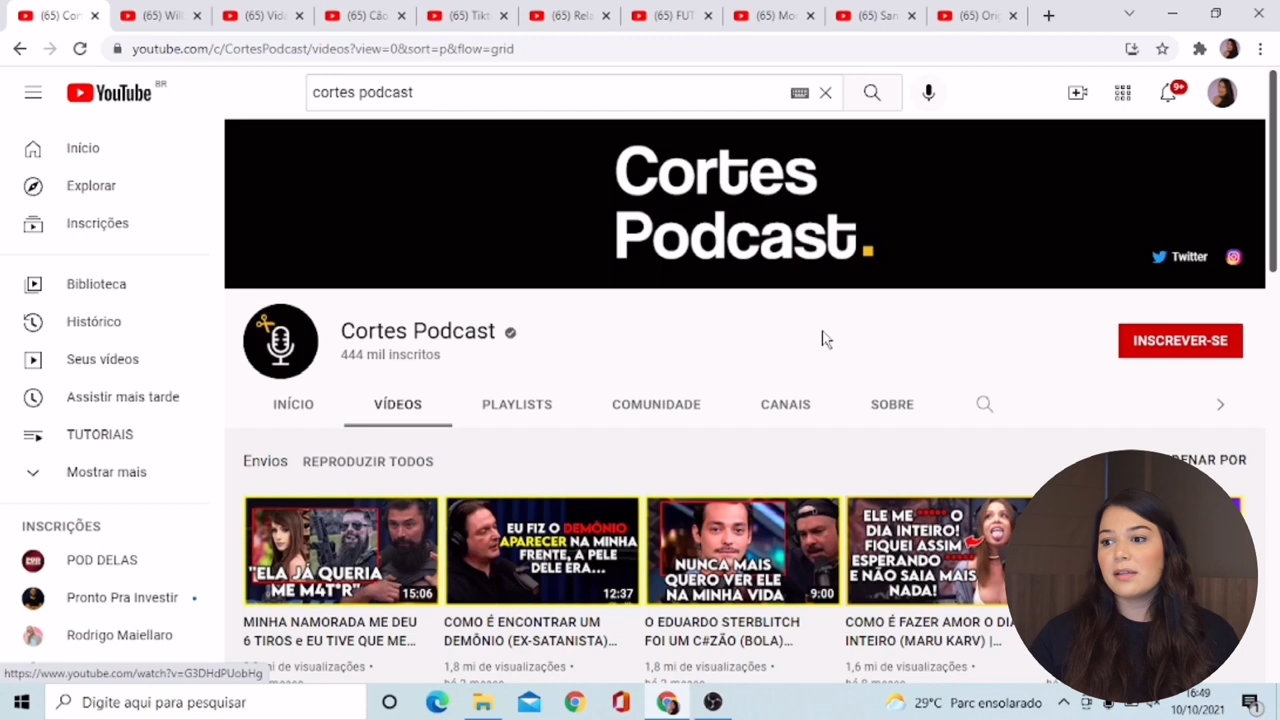 (65) Cor
(65) Will
(65) Vida
(65) Cão
(65) Tikt
(65) Rela
(65) FUT
(65) Mo
(65) San
(65) Ori
youtube.com/c/CortesPodcast/videos?view=0&sort=p&flow=grid
YouTube BR
cortes podcast
9+
Início
Explorar
Inscrições
Biblioteca
Histórico
Seus vídeos
Assistir mais tarde
TUTORIAIS
Mostrar mais
INSCRIÇÕES
POD DELAS
Pronto Pra Investir
Rodrigo Maiellaro
Cortes
Podcast.
Twitter
Cortes Podcast
444 mil inscritos
INSCREVER-SE
INÍCIO
VÍDEOS
PLAYLISTS
COMUNIDADE
CANAIS
SOBRE
Envios
REPRODUZIR TODOS
DENAR POR
"ELA JÁ QUERIA
ME M4T*R"
15:06
MINHA NAMORADA ME DEU
6 TIROS e EU TIVE QUE ME...
mi de visualizações •
EU FIZ O DEMÔNIO
APARECER NA MINHA
FRENTE, A PELE
DELE ERA...
12:37
COMO É ENCONTRAR UM
DEMÔNIO (EX-SATANISTA)...
1,8 mi de visualizações •
NUNCA MAIS
QUERO VER ELE
NA MINHA VIDA
9:00
O EDUARDO STERBLITCH
FOI UM C#ZÃO (BOLA)...
1,8 mi de visualizações •
ELE ME ***** O
DIA INTEIRO!
FIQUEI ASSIM
ESPERANDO *****
E NÃO SAIA MAIS
NADA!
COMO É FAZER AMOR O DIA
INTEIRO (MARU KARV) |...
1,6 mi de visualizações •
https://www.youtube.com/watch?v=G3DHdPUobHg
Digite aqui para pesquisar
29°C Parc ensolarado
16:49
10/10/2021
1